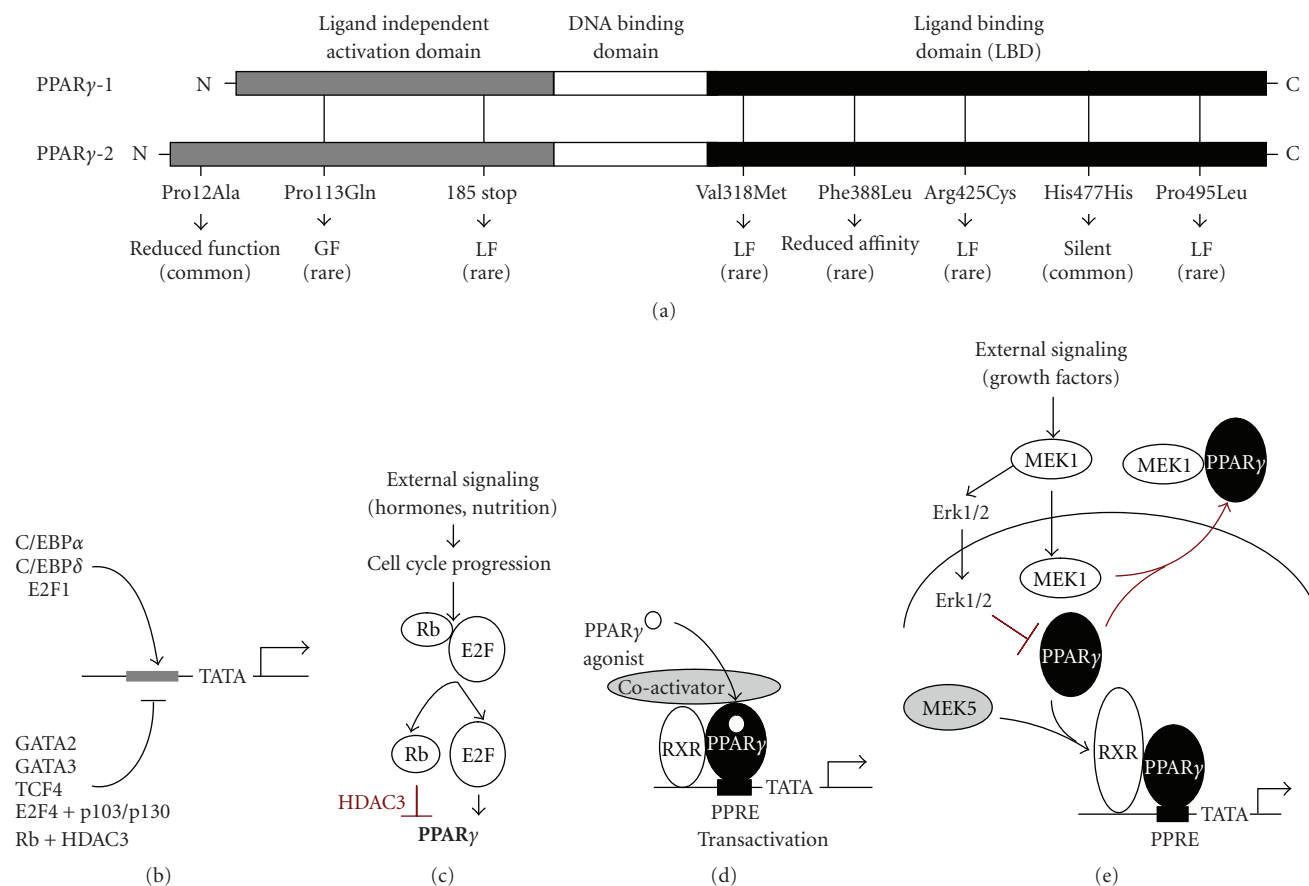 Ligand independent
activation domain
DNA binding
domain
Ligand binding
domain (LBD)
PPARγ-1
N
C
PPARγ-2
N
C
Pro12Ala
Pro113Gln
185 stop
Val318Met
Phe388Leu
Arg425Cys
His477His
Pro495Leu
Reduced function
(common)
GF
(rare)
LF
(rare)
LF
(rare)
Reduced affinity
(rare)
LF
(rare)
Silent
(common)
LF
(rare)
(a)
C/EBPα
C/EBPδ
E2F1
TATA
GATA2
GATA3
TCF4
E2F4 + p103/p130
Rb + HDAC3
(b)
External signaling
(hormones, nutrition)
Cell cycle progression
Rb
E2F
Rb
E2F
HDAC3
PPARγ
(c)
PPARγ
agonist
Co-activator
RXR
PPARγ
TATA
PPRE
Transactivation
(d)
External signaling
(growth factors)
MEK1
MEK1
PPARγ
Erk1/2
MEK1
Erk1/2
PPARγ
MEK5
RXR
PPARγ
TATA
PPRE
(e)